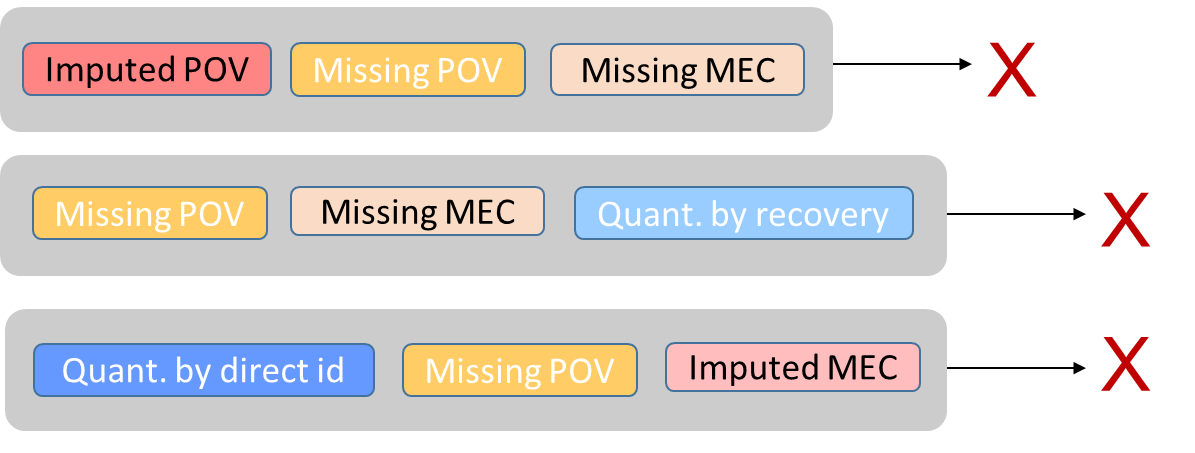 Imputed POV Missing POV Missing MEC X
Missing POV Missing MEC Quant. by recovery X
Quant. by direct id Missing POV Imputed MEC X